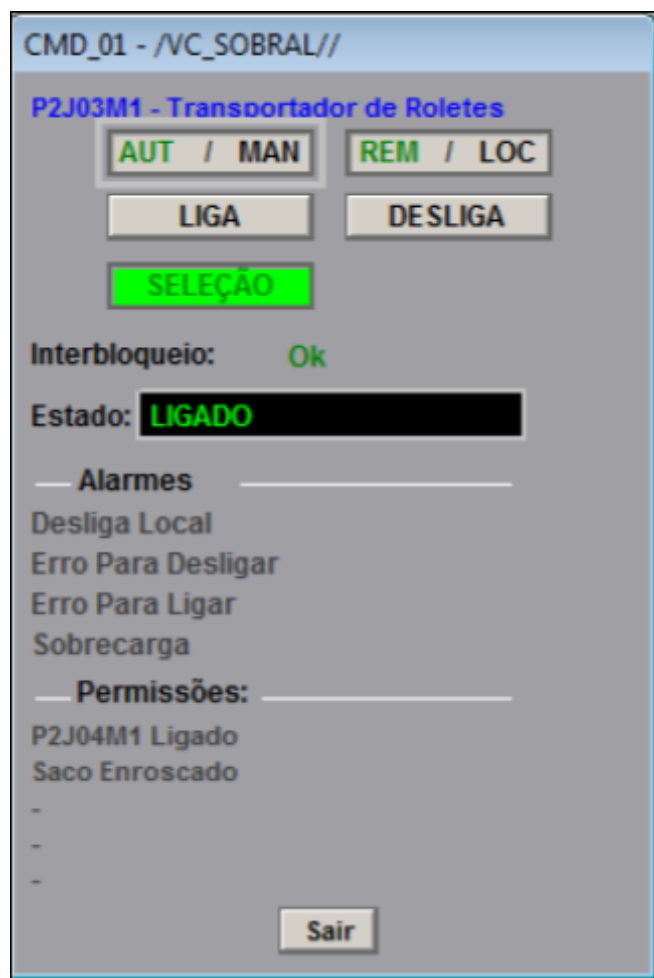 CMD_01 - /VC_SOBRAL//
P2J03M1 - Transportador de Roletes
AUT / MAN REM / LOC
LIGA DESLIGA
SELEÇÃO
Interbloqueio: Ok
Estado: LIGADO
Alarmes
Desliga Local
Erro Para Desligar
Erro Para Ligar
Sobrecarga
Permissões:
P2J04M1 Ligado
Saco Enroscado
-
-
-
Sair